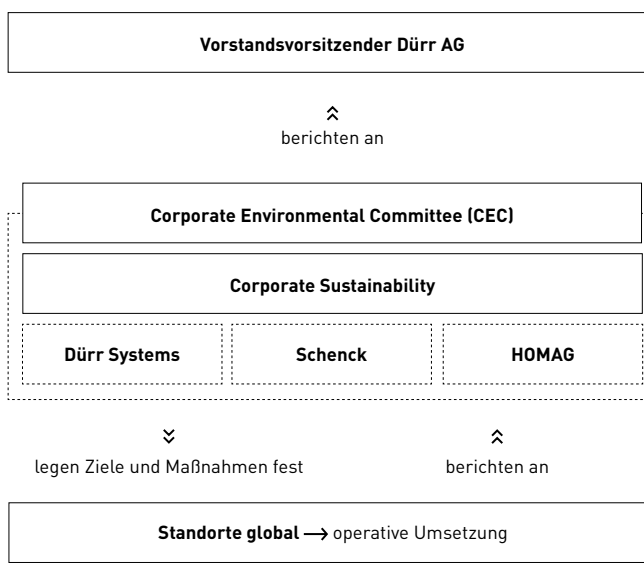 Vorstandsvorsitzender Dürr AG
berichten an
Corporate Environmental Committee (CEC)
Corporate Sustainability
Dürr Systems Schenck HOMAG
legen Ziele und Maßnahmen fest berichten an
Standorte global → operative Umsetzung